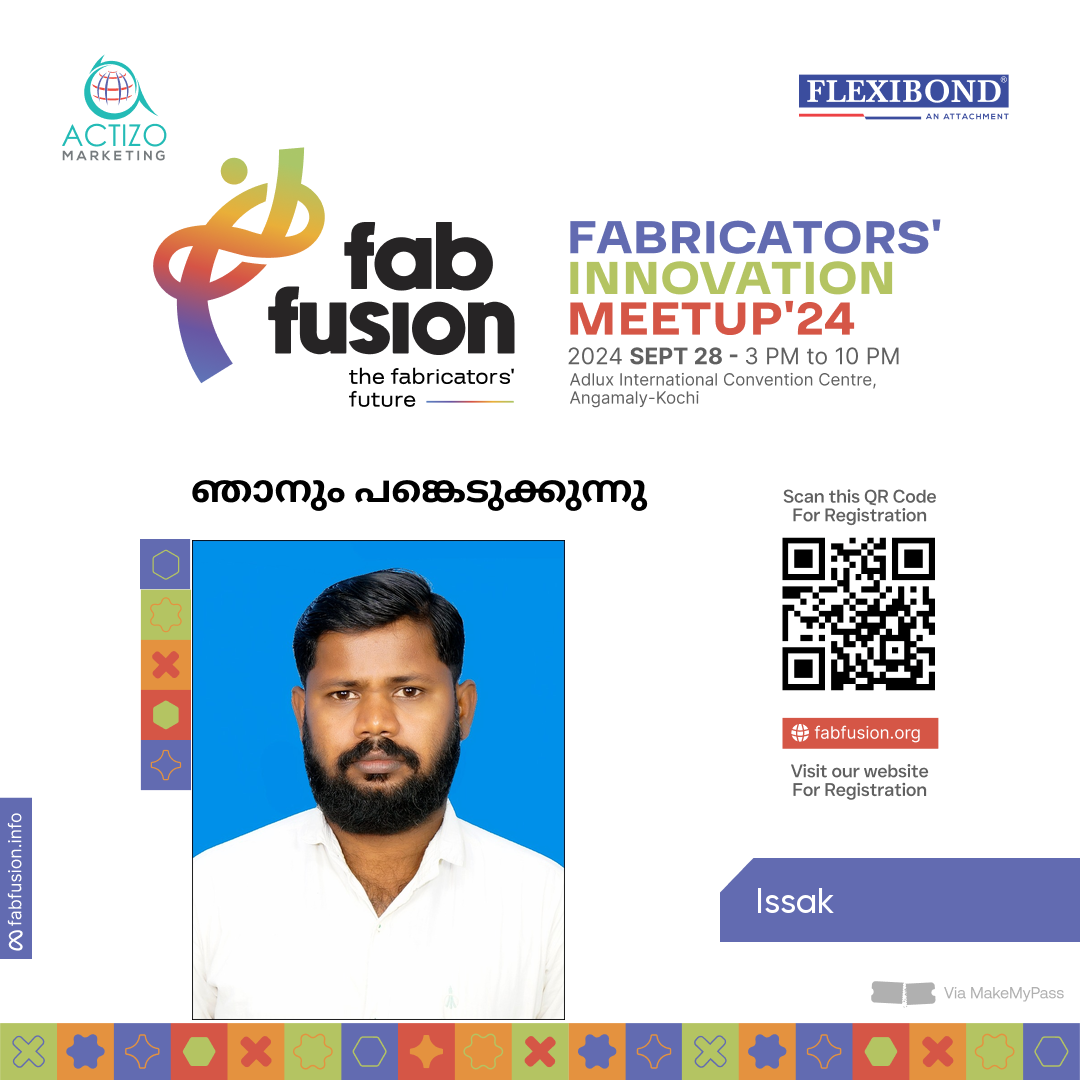 ACTIZO
MARKETING
FLEXIBOND®
AN ATTACHMENT
fab
fusion
the fabricators'
future
FABRICATORS'
INNOVATION
MEETUP'24
2024 SEPT 28 - 3 PM to 10 PM
Adlux International Convention Centre,
Angamaly-Kochi
ഞാനും പങ്കെടുക്കുന്നു
Scan this QR Code
For Registration
fabfusion.org
Visit our website
For Registration
fabfusion.info
Issak
Via MakeMyPass